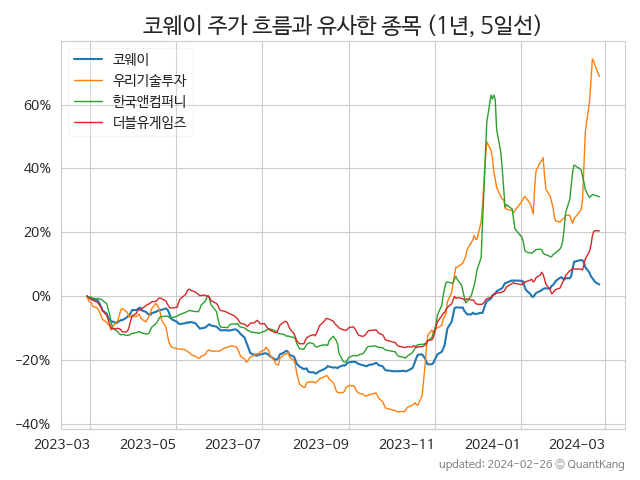 코웨이 주가 흐름과 유사한 종목 (1년, 5일선)
코웨이
우리기술투자
한국앤컴퍼니
더블유게임즈
60%
40%
20%
0%
−20%
−40%
2023−03 2023−05 2023−07 2023−09 2023−11 2024−01 2024−03
updated: 2024-02-26 © QuantKang